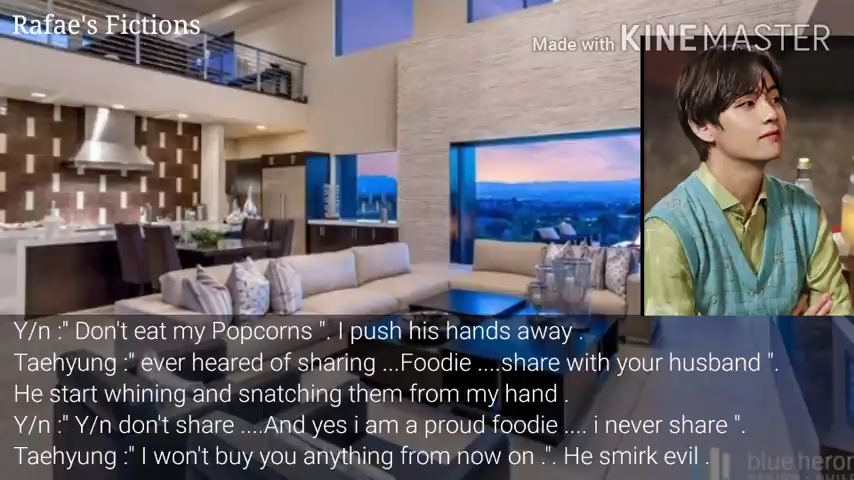 Rafae's Fictions
Made with KINEMASTER
Y/n :" Don't eat my Popcorns ". I push his hands away .
Taehyung :" ever heared of sharing ...Foodie ....share with your husband ".
He start whining and snatching them from my hand .
Y/n :" Y/n don't share ....And yes i am a proud foodie .... i never share ".
Taehyung :" I won't buy you anything from now on .". He smirk evil .
blue heron